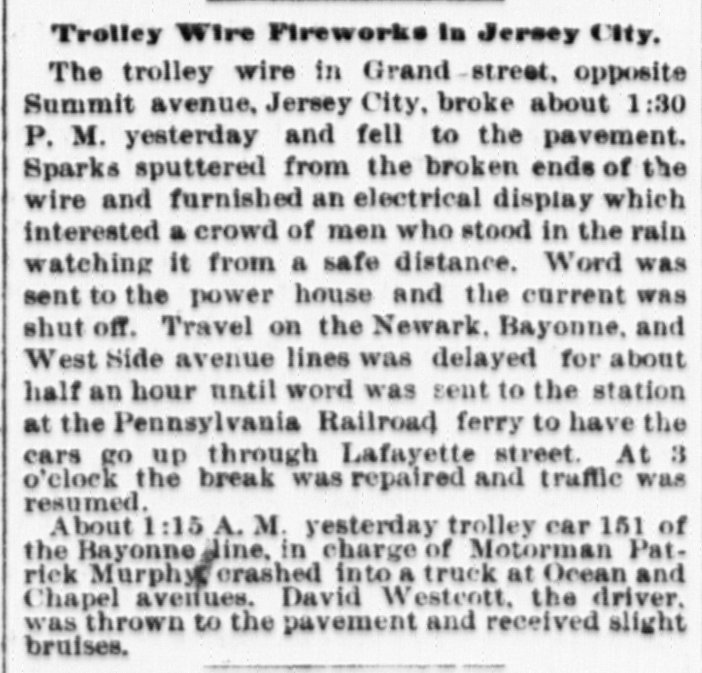 Trolley Wire Fireworks in Jersey City.
The trolley wire in Grand street, opposite
Summit avenue, Jersey City, broke about 1:30
P. M. yesterday and fell to the pavement.
Sparks sputtered from the broken ends of the
wire and furnished an electrical display which
interested a crowd of men who stood in the rain
watching it from a safe distance. Word was
sent to the power house and the current was
shut off. Travel on the Newark, Bayonne, and
West Side avenue lines was delayed for about
half an hour until word was sent to the station
at the Pennsylvania Railroad ferry to have the
cars go up through Lafayette street. At 3
o'clock the break was repaired and traffic was
resumed.
About 1:15 A. M. yesterday trolley car 151 of
the Bayonne line, in charge of Motorman Pat-
rick Murphy, crashed into a truck at Ocean and
Chapel avenues. David Westcott, the driver,
was thrown to the pavement and received slight
bruises.